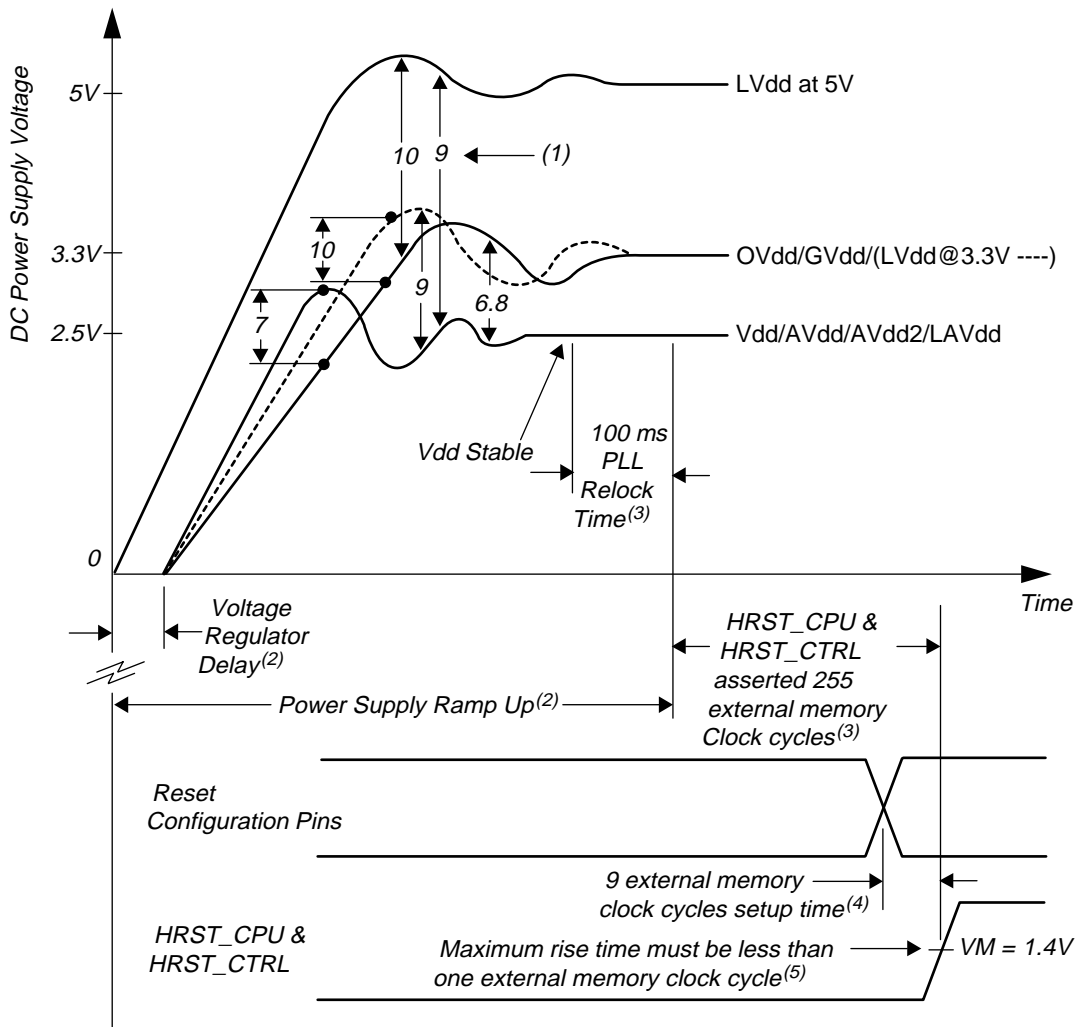 DC Power Supply Voltage
5V
3.3V
2.5V
0
LVdd at 5V
10
9
(1)
10
7
9
6.8
OVdd/GVdd/(LVdd@3.3V ----)
Vdd/AVdd/AVdd2/LAVdd
Vdd Stable
100 ms
PLL
Relock
Time(3)
Time
Voltage
Regulator
Delay(2)
Power Supply Ramp Up(2)
HRST_CPU &
HRST_CTRL
asserted 255
external memory
Clock cycles(3)
Reset
Configuration Pins
9 external memory
clock cycles setup time(4)
HRST_CPU &
HRST_CTRL
Maximum rise time must be less than
one external memory clock cycle(5)
VM = 1.4V